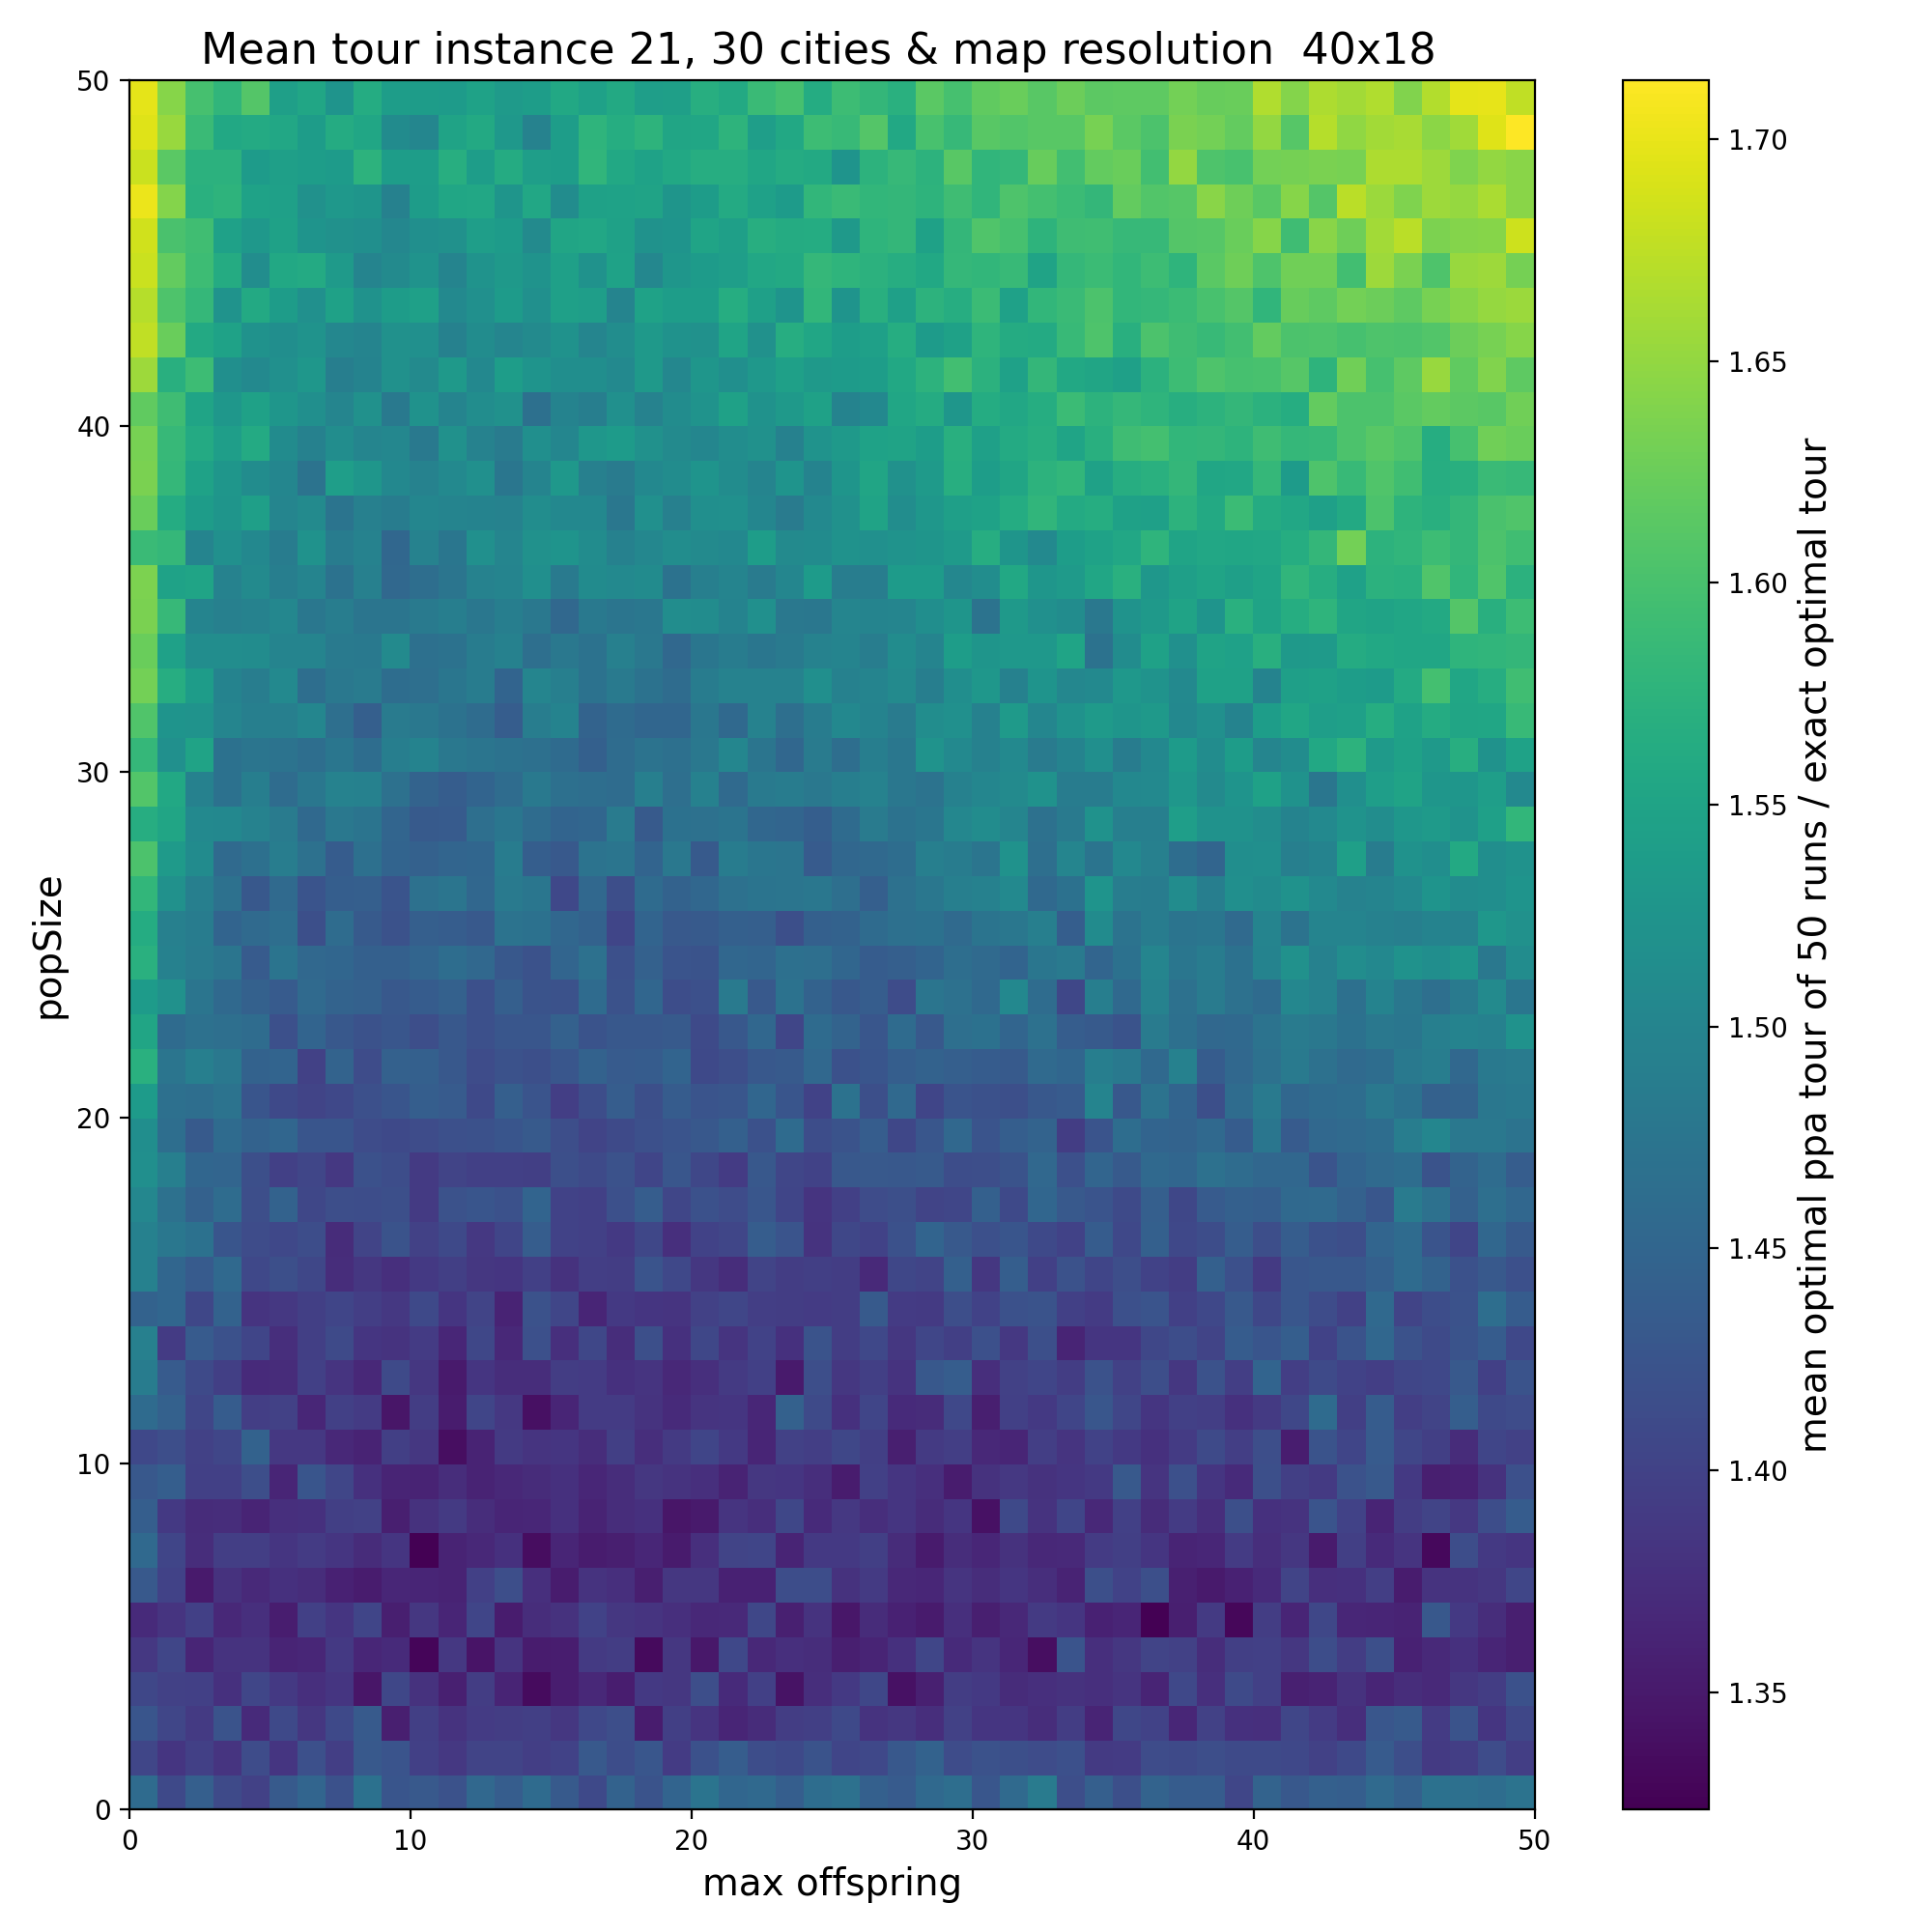 Mean tour instance 21, 30 cities & map resolution  40x18
50
40
30
20
10
0
popSize
0 10 20 30 40 50
max offspring
1.70
1.65
1.60
1.55
1.50
1.45
1.40
1.35
mean optimal ppa tour of 50 runs / exact optimal tour